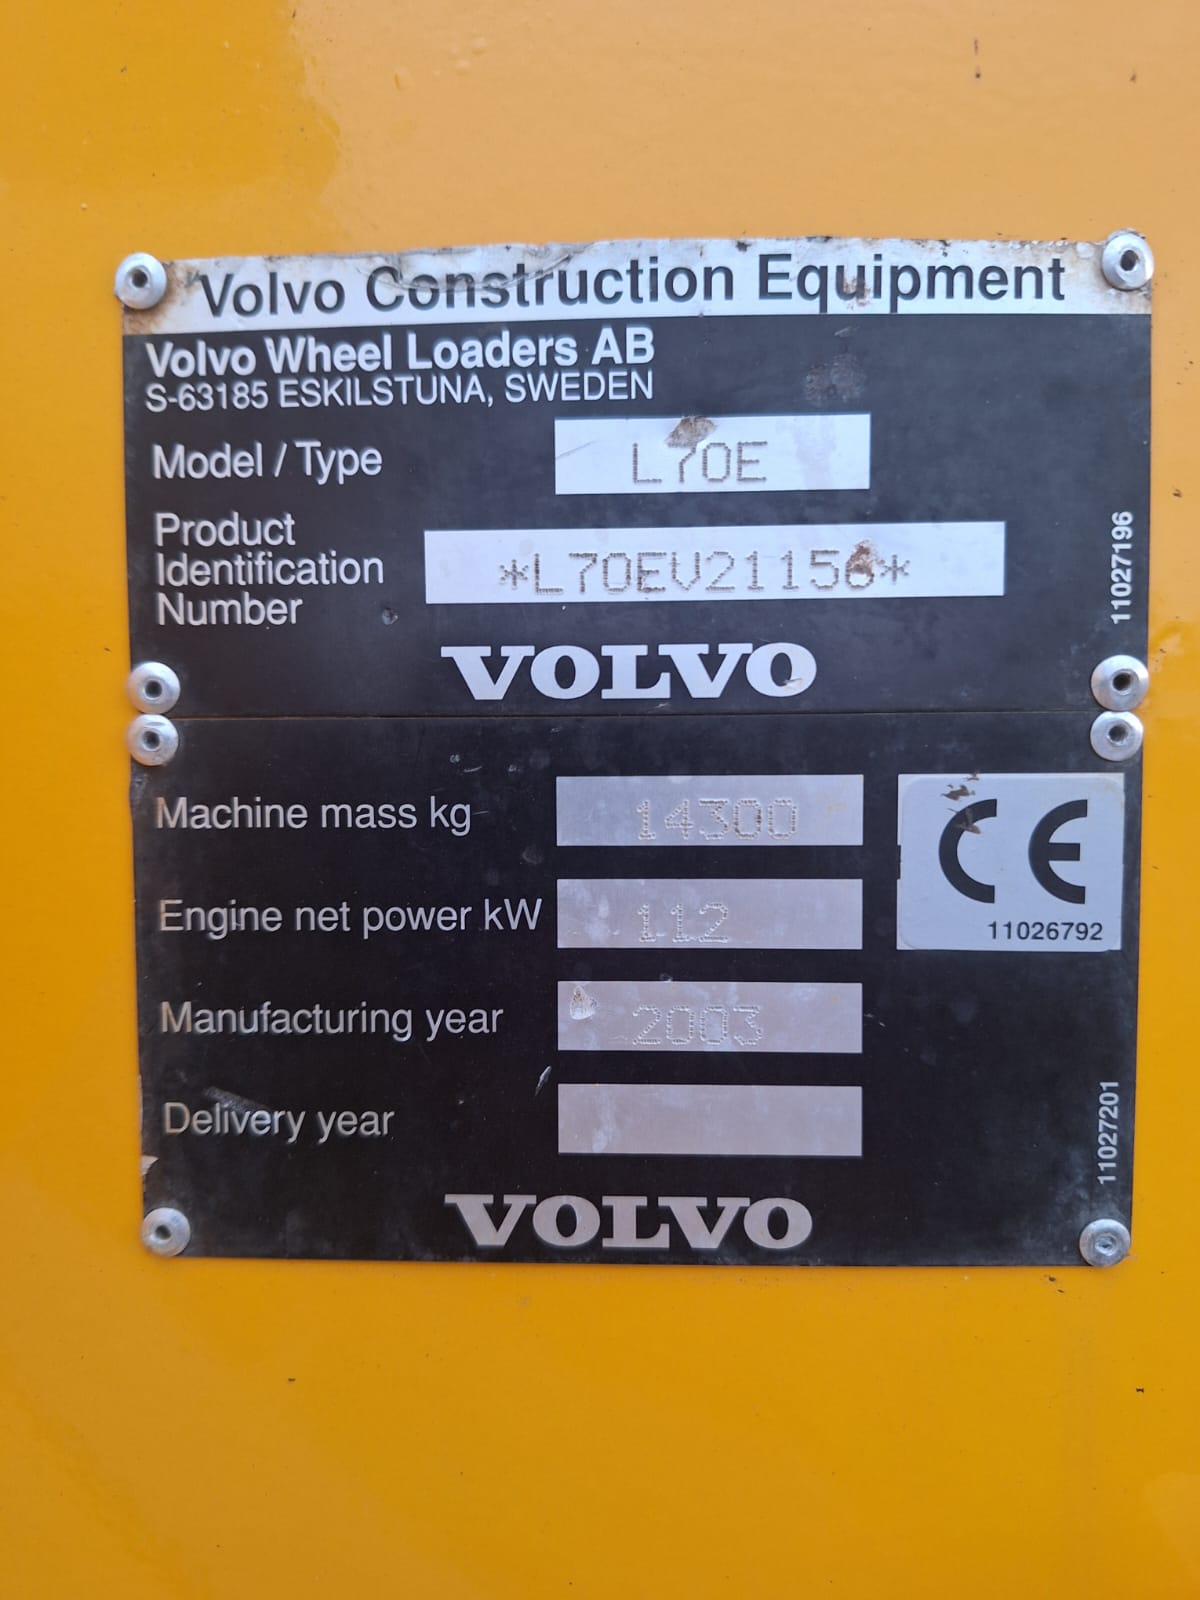 Volvo Construction Equipment
Volvo Wheel Loaders AB
S-63185 ESKILSTUNA, SWEDEN
Model / Type L70E
Product
Identification
Number
*L70EV21156*
11027196
VOLVO
Machine mass kg 14300
CE
11026792
Engine net power kW 112
Manufacturing year 2003
Delivery year
11027201
VOLVO